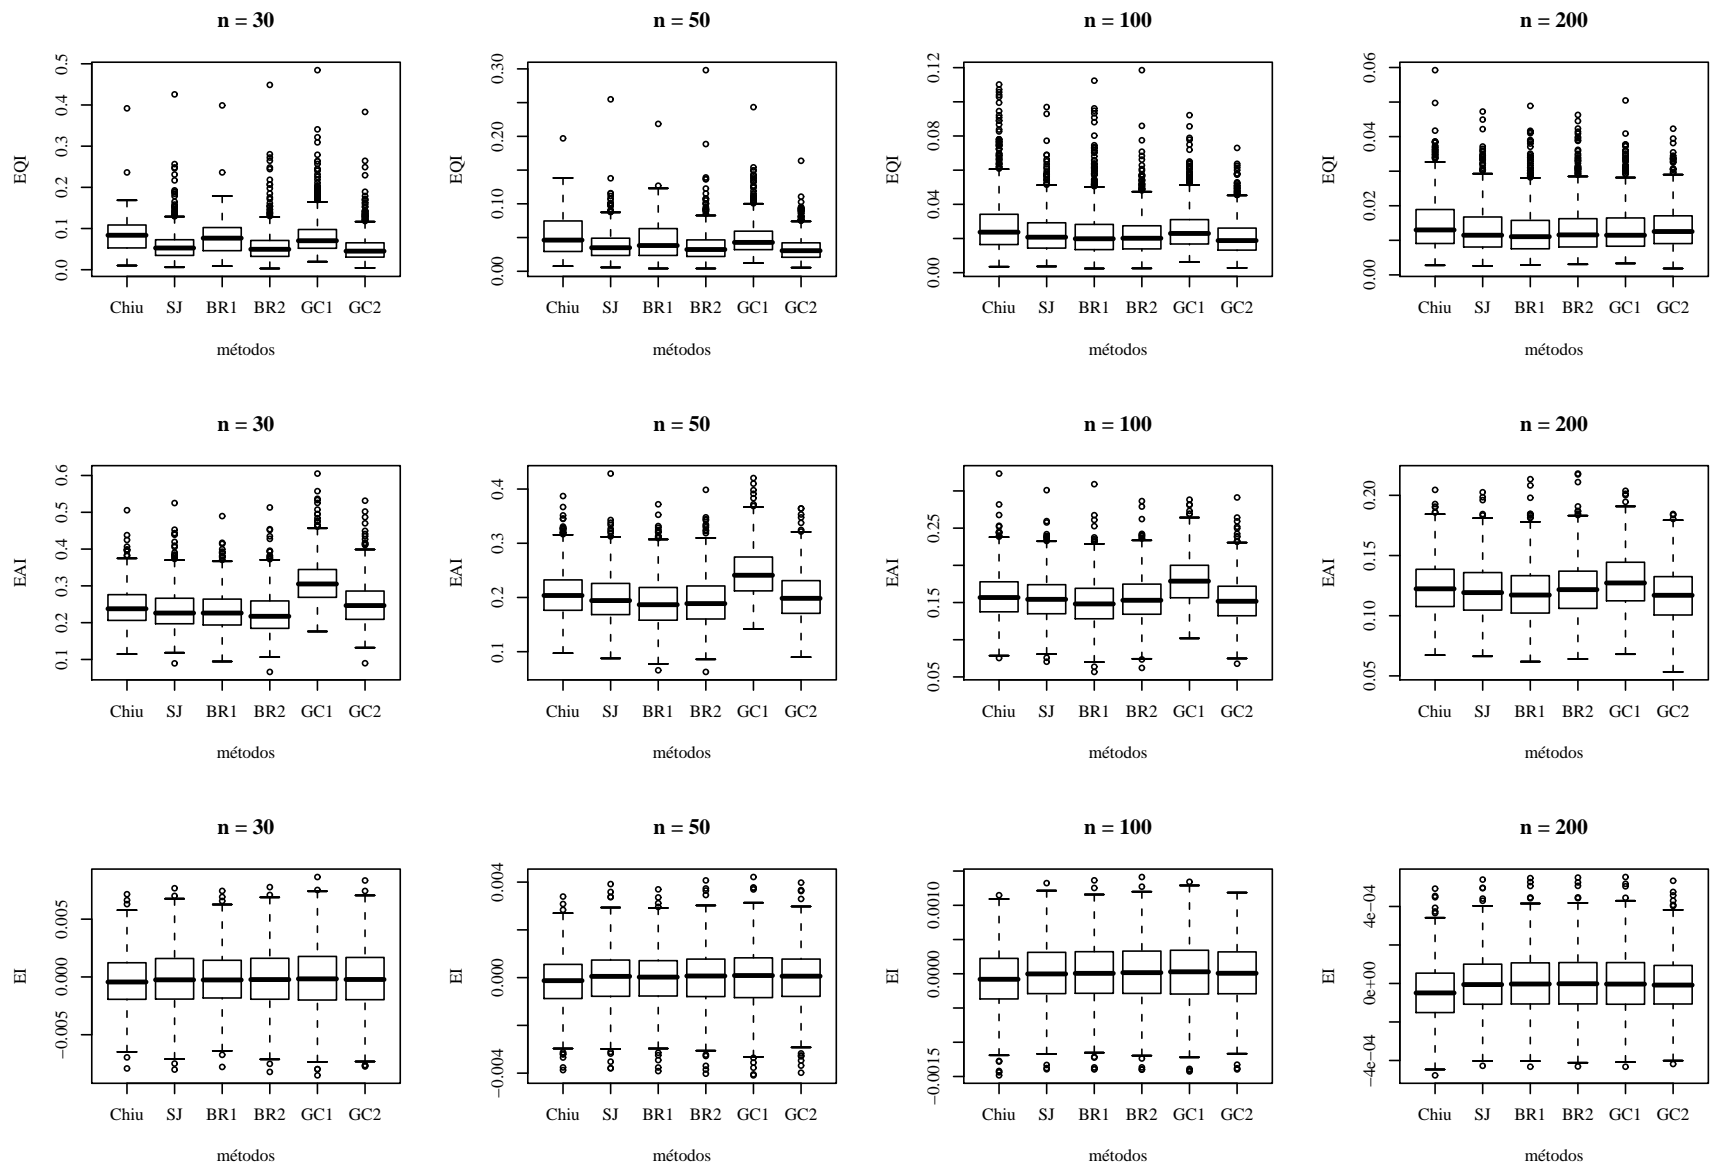 n = 30
EQI
0.0 0.1 0.2 0.3 0.4 0.5
Chiu SJ BR1 BR2 GC1 GC2
métodos
n = 50
EQI
0.00 0.10 0.20 0.30
Chiu SJ BR1 BR2 GC1 GC2
métodos
n = 100
EQI
0.00 0.04 0.08 0.12
Chiu SJ BR1 BR2 GC1 GC2
métodos
n = 200
EQI
0.00 0.02 0.04 0.06
Chiu SJ BR1 BR2 GC1 GC2
métodos
n = 30
EAI
0.1 0.2 0.3 0.4 0.5 0.6
Chiu SJ BR1 BR2 GC1 GC2
métodos
n = 50
EAI
0.1 0.2 0.3 0.4
Chiu SJ BR1 BR2 GC1 GC2
métodos
n = 100
EAI
0.05 0.15 0.25
Chiu SJ BR1 BR2 GC1 GC2
métodos
n = 200
EAI
0.05 0.10 0.15 0.20
Chiu SJ BR1 BR2 GC1 GC2
métodos
n = 30
EI
−0.005 0.000 0.005
Chiu SJ BR1 BR2 GC1 GC2
métodos
n = 50
EI
−0.004 0.000 0.004
Chiu SJ BR1 BR2 GC1 GC2
métodos
n = 100
EI
−0.0015 0.0000 0.0010
Chiu SJ BR1 BR2 GC1 GC2
métodos
n = 200
EI
−4e−04 0e+00 4e−04
Chiu SJ BR1 BR2 GC1 GC2
métodos